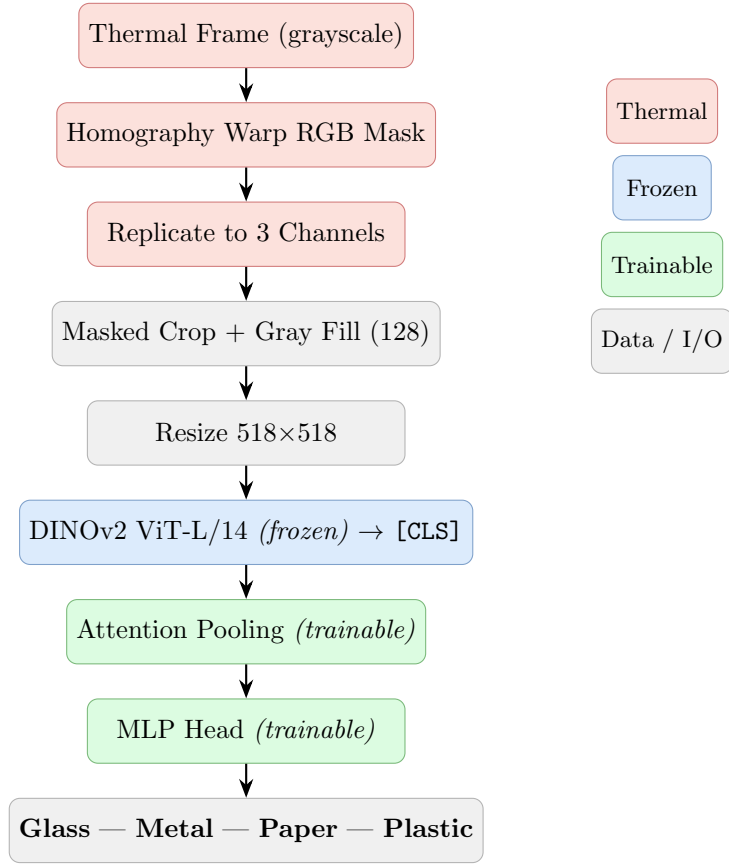 Thermal Frame (grayscale)
Homography Warp RGB Mask
Replicate to 3 Channels
Masked Crop + Gray Fill (128)
Resize 518×518
DINOv2 ViT-L/14 (frozen) → [CLS]
Attention Pooling (trainable)
MLP Head (trainable)
Glass — Metal — Paper — Plastic
Thermal
Frozen
Trainable
Data / I/O